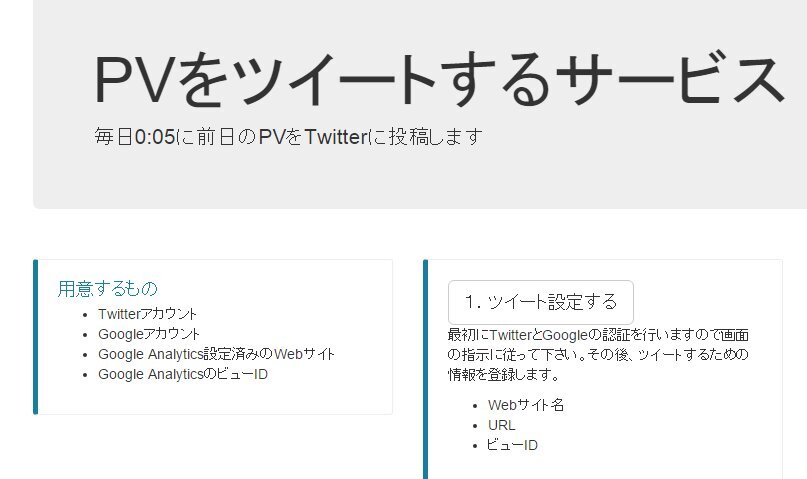 PVをツイートするサービス
毎日0:05に前日のPVをTwitterに投稿します
用意するもの
Twitterアカウント
Googleアカウント
Google Analytics設定済みのWebサイト
Google AnalyticsのビューID
1. ツイート設定する
最初にTwitterとGoogleの認証を行いますので画面
の指示に従って下さい。その後、ツイートするための
情報を登録します。
Webサイト名
URL
ビューID